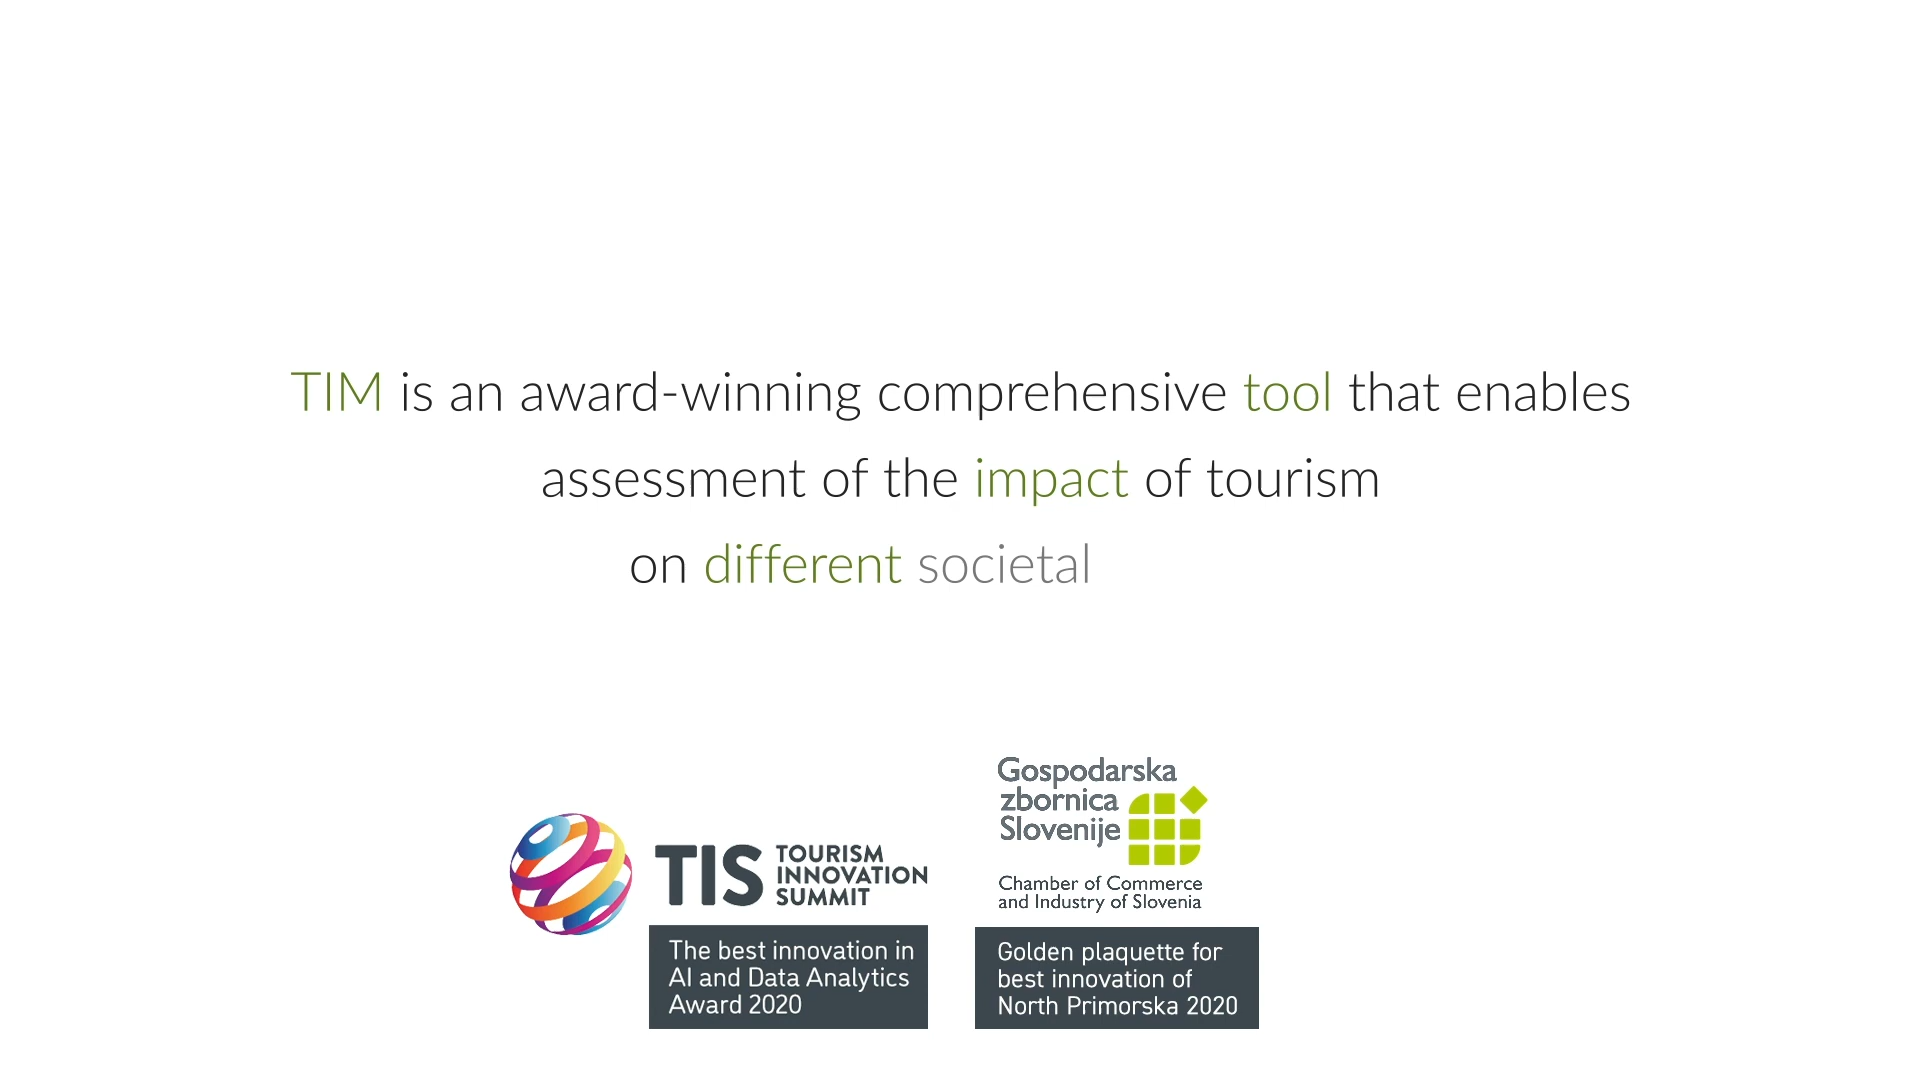 TIM is an award-winning comprehensive tool that enables
assessment of the impact of tourism
on different societal
TIS TOURISM
INNOVATION
SUMMIT
The best innovation in
AI and Data Analytics
Award 2020
Gospodarska
zbornica
Slovenije
Chamber of Commerce
and Industry of Slovenia
Golden plaquette for
best innovation of
North Primorska 2020